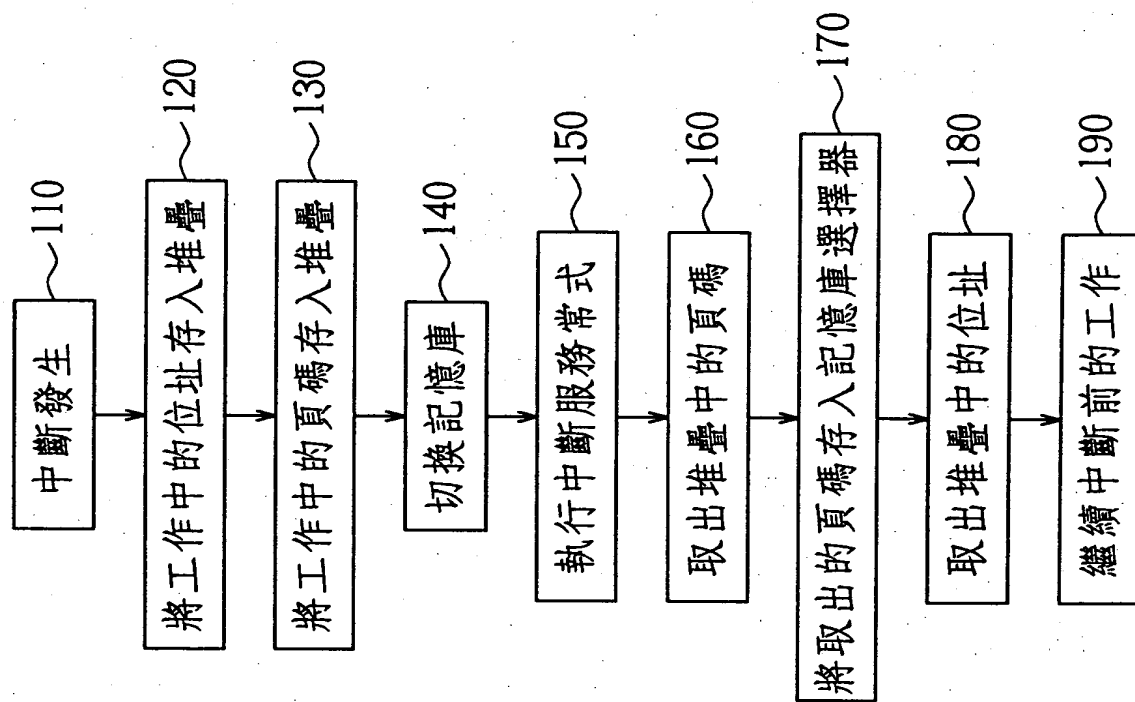 中斷發生
110
將工作中的位址存入堆疊
120
將工作中的頁碼存入堆疊
130
切換記憶庫
140
執行中斷服務常式
150
取出堆疊中的頁碼
160
將取出的頁碼存入記憶庫選擇器
170
取出堆疊中的位址
180
繼續中斷前的工作
190